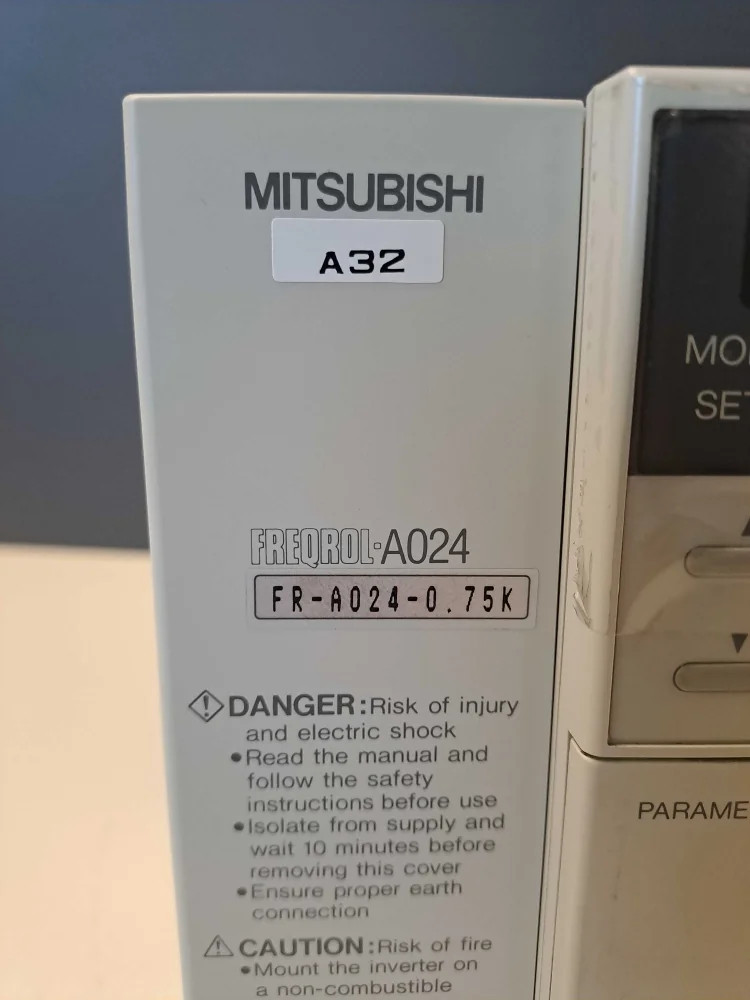 MITSUBISHI
A32
FREQROL-A024
FR-A024-0.75K
DANGER:Risk of injury
and electric shock
•Read the manual and
follow the safety
instructions before use
•Isolate from supply and
wait 10 minutes before
removing this cover
•Ensure proper earth
connection
CAUTION:Risk of fire
•Mount the inverter on
a non-combustible
MO
SET
PARAME